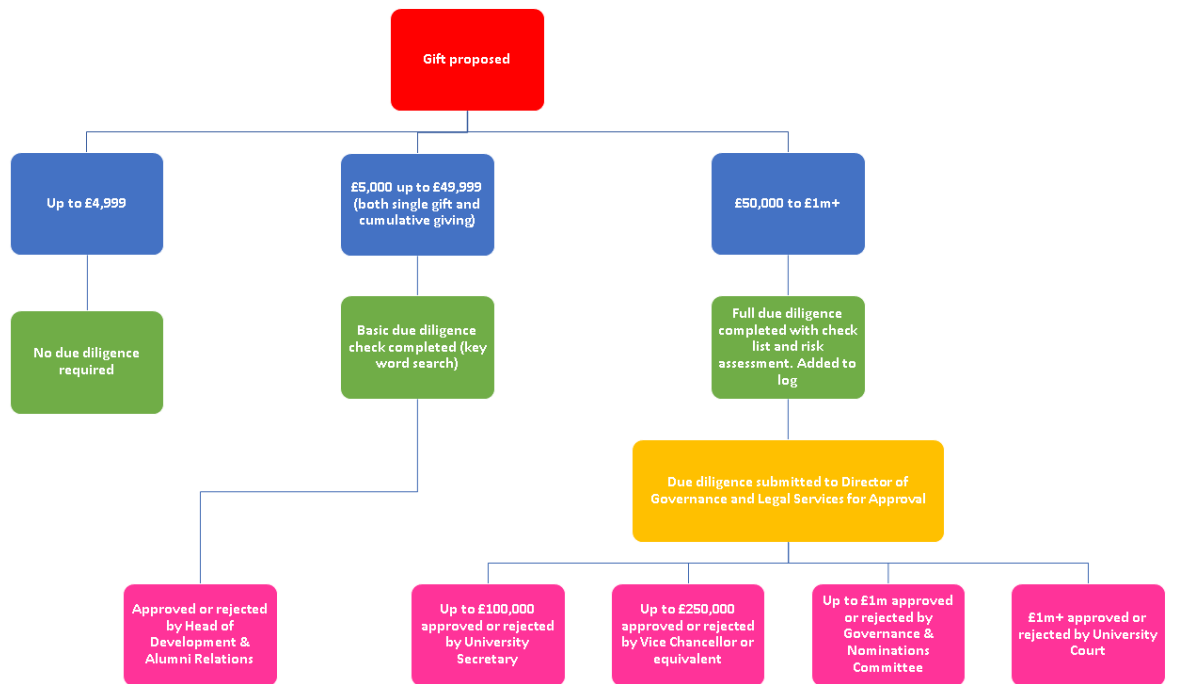 Gift proposed
Up to £4,999
£5,000 up to £49,999
(both single gift and
cumulative giving)
£50,000 to £1m+
No due diligence
required
Basic due diligence
check completed (key
word search)
Full due diligence
completed with check
list and risk
assessment. Added to
log
Due diligence submitted to Director of
Governance and Legal Services for Approval
Approved or rejected
by Head of
Development &
Alumni Relations
Up to £100,000
approved or rejected
by University
Secretary
Up to £250,000
approved or rejected
by Vice Chancellor or
equivalent
Up to £1m approved
or rejected by
Governance &
Nominations
Committee
£1m+ approved or
rejected by University
Court